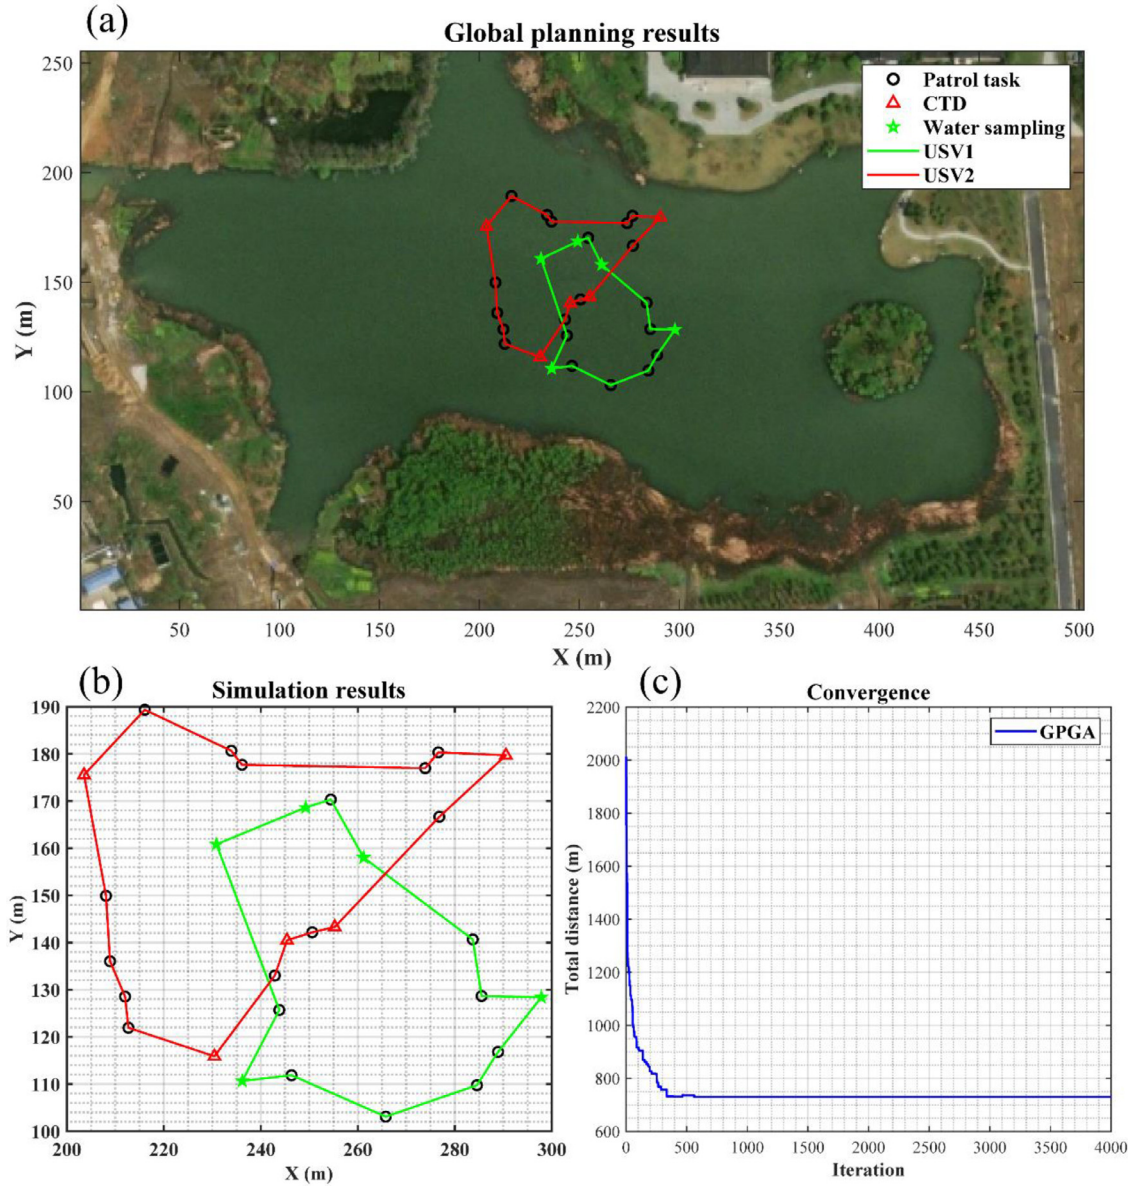 (a)
Global planning results
250
200
150
100
50
Y (m)
Patrol task
CTD
Water sampling
USV1
USV2
50 100 150 200 250 300 350 400 450 500
X (m)
(b)
Simulation results
190
180
170
160
150
140
130
120
110
100
Y (m)
200 220 240 260 280 300
X (m)
(c)
Convergence
2200
2000
1800
1600
1400
1200
1000
800
600
Total distance (m)
GPGA
0 500 1000 1500 2000 2500 3000 3500 4000
Iteration